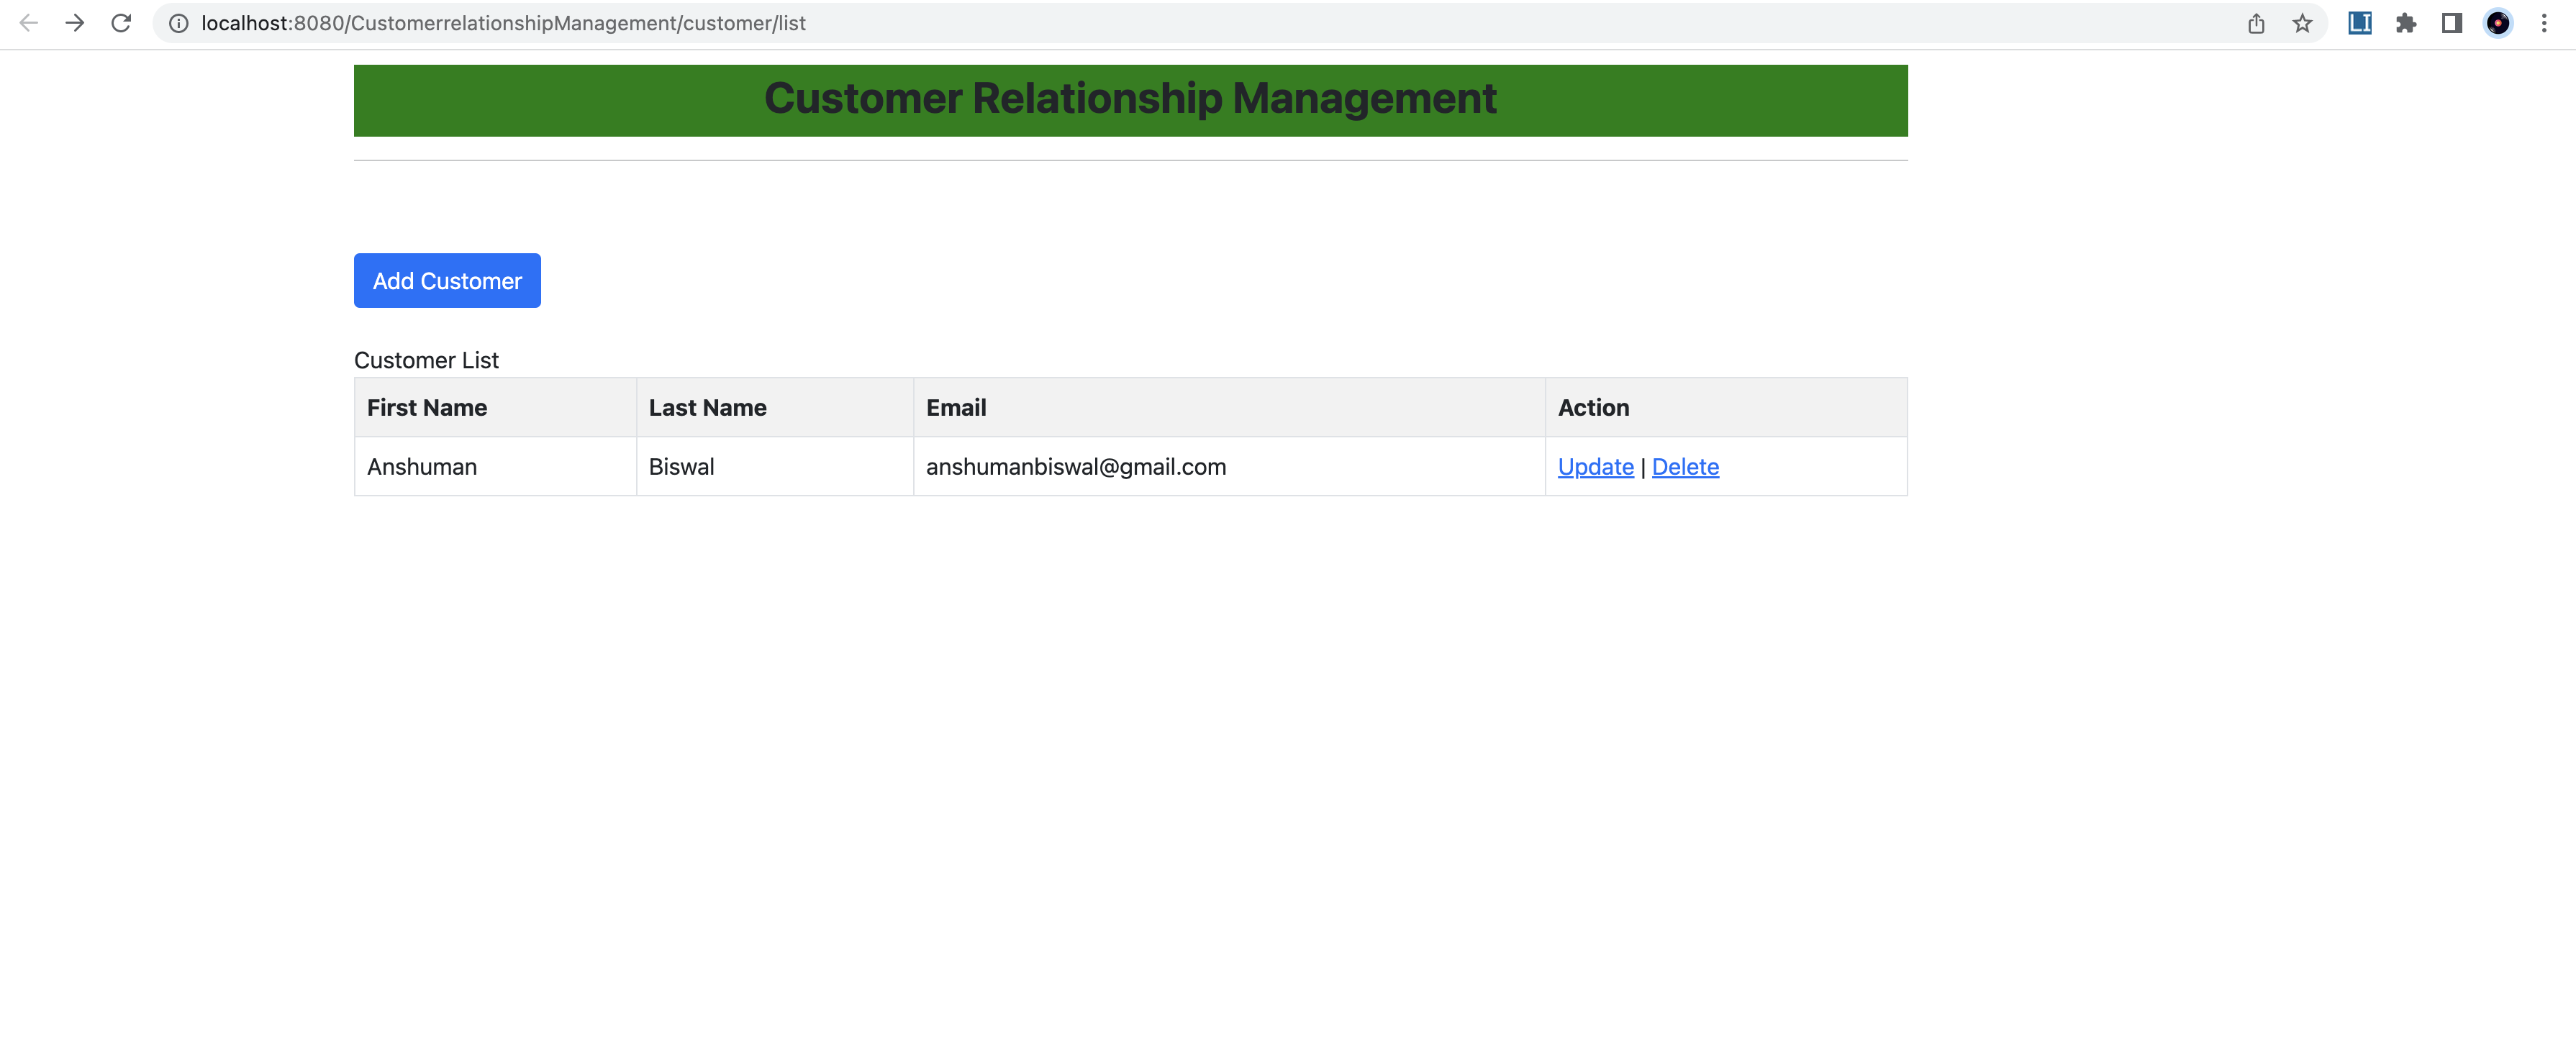 localhost:8080/CustomerrelationshipManagement/customer/list
LI
Customer Relationship Management
Add Customer
Customer List
First Name Last Name Email Action
Anshuman Biswal anshumanbiswal@gmail.com Update | Delete